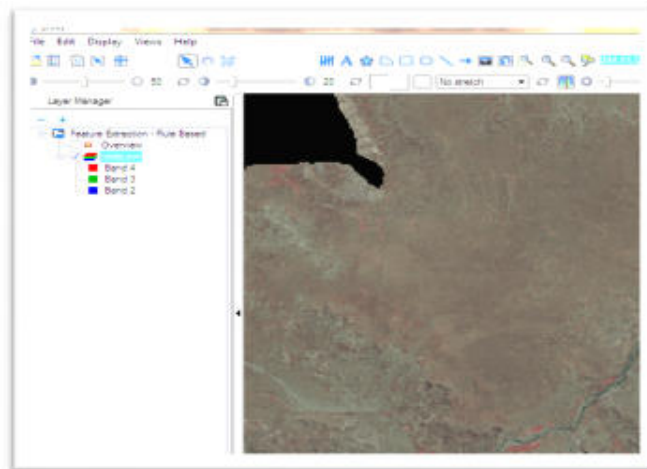 File Edit Display Views Help
50 20 No stretch
Layer Manager
Feature Extraction - Rule Based
Overview
Band 4
Band 3
Band 2